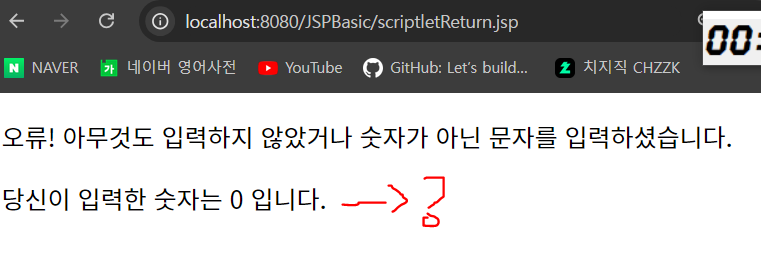 localhost:8080/JSPBasic/scriptletReturn.jsp
00:
N NAVER 가 네이버 영어사전 YouTube GitHub: Let's build... 치지직 CHZZK
오류! 아무것도 입력하지 않았거나 숫자가 아닌 문자를 입력하셨습니다.
당신이 입력한 숫자는 0 입니다. → ?